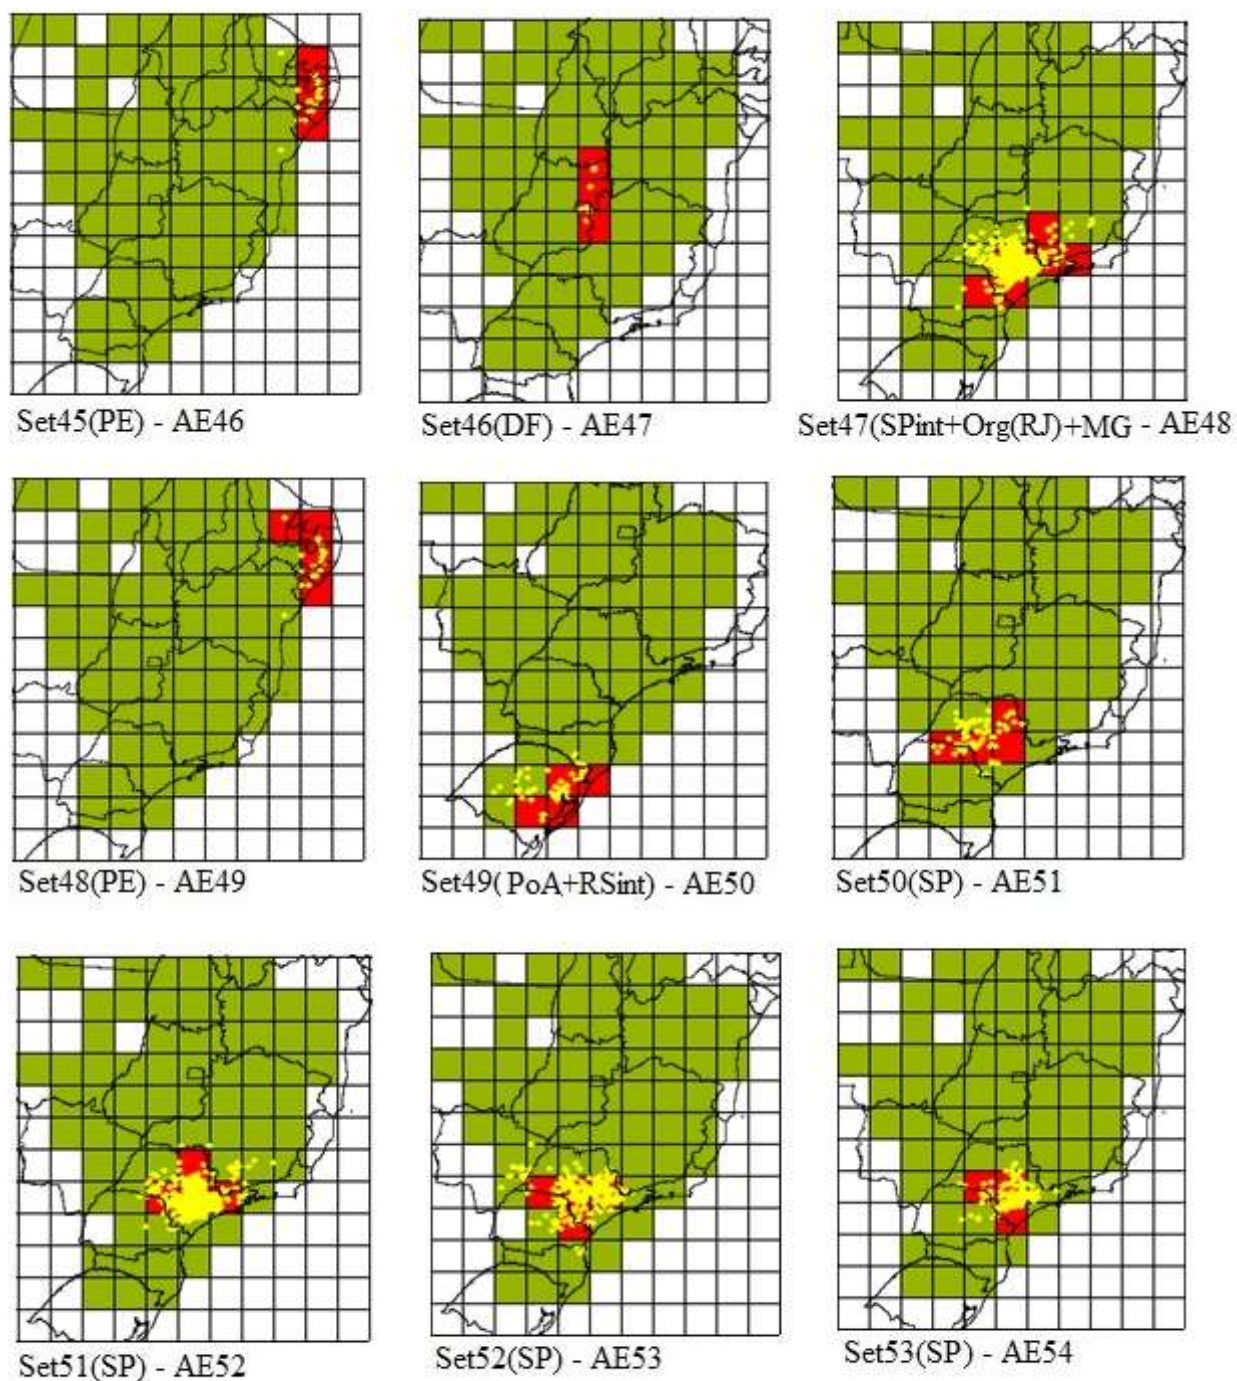 Set45(PE) - AE46
Set46(DF) - AE47
Set47(SPint+Org(RJ)+MG - AE48
Set48(PE) - AE49
Set49(PoA+RSint) - AE50
Set50(SP) - AE51
Set51(SP) - AE52
Set52(SP) - AE53
Set53(SP) - AE54